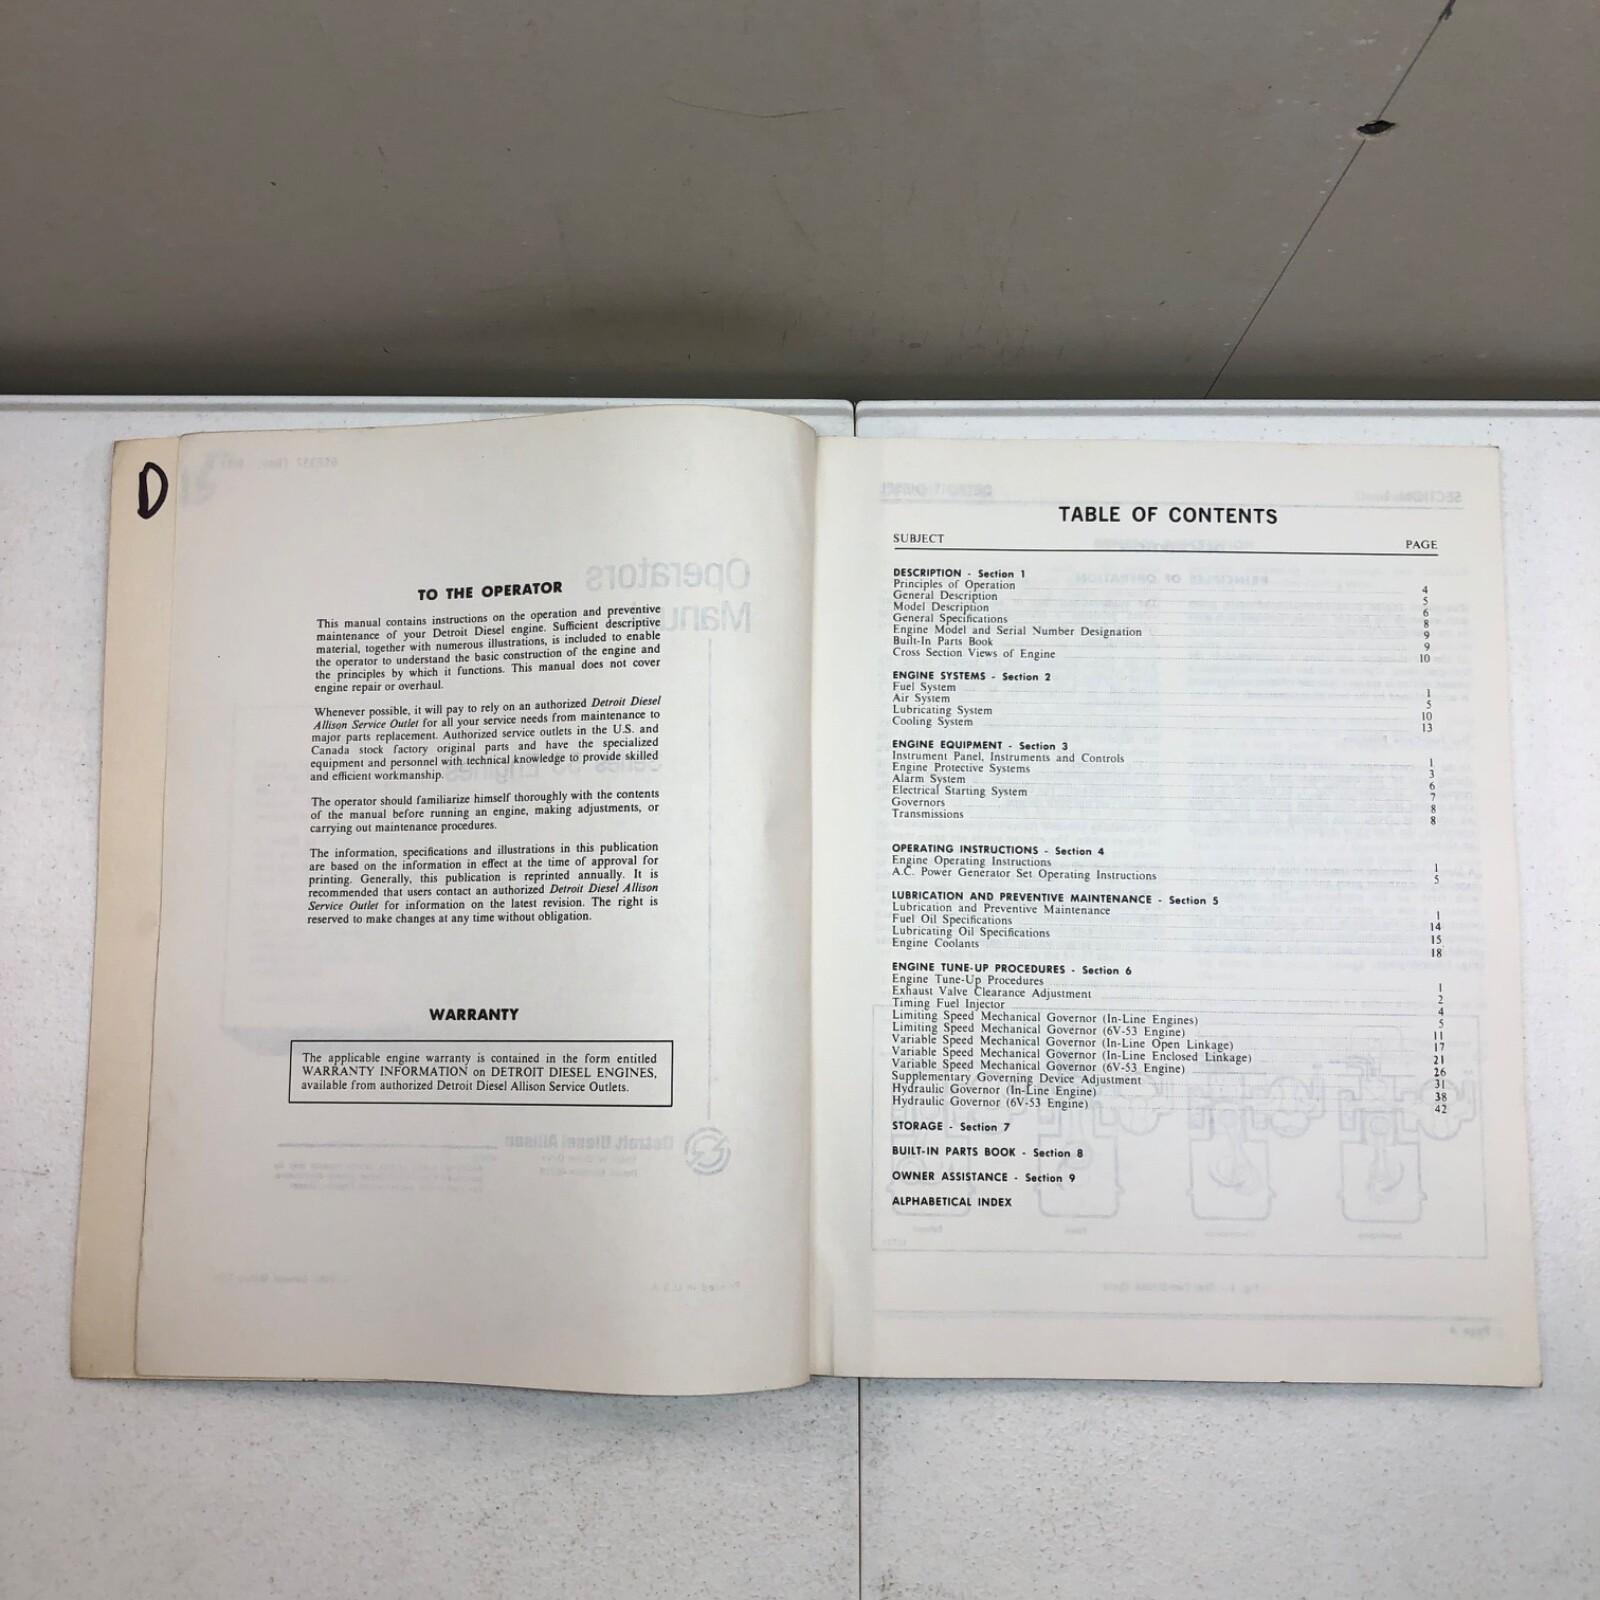 D
TO THE OPERATOR
This manual contains instructions on the operation and preventive
maintenance of your Detroit Diesel engine. Sufficient descriptive
material, together with numerous illustrations, is included to enable
the operator to understand the basic construction of the engine and
the principles by which it functions. This manual does not cover
engine repair or overhaul.
Whenever possible, it will pay to rely on an authorized Detroit Diesel
Allison Service Outlet for all your service needs from maintenance to
major parts replacement. Authorized service outlets in the U.S. and
Canada stock factory original parts and have the specialized
equipment and personnel with technical knowledge to provide skilled
and efficient workmanship.
The operator should familiarize himself thoroughly with the contents
of the manual before running an engine, making adjustments, or
carrying out maintenance procedures.
The information, specifications and illustrations in this publication
are based on the information in effect at the time of approval for
printing. Generally, this publication is reprinted annually. It is
recommended that users contact an authorized Detroit Diesel Allison
Service Outlet for information on the latest revision. The right is
reserved to make changes at any time without obligation.
WARRANTY
The applicable engine warranty is contained in the form entitled
WARRANTY INFORMATION on DETROIT DIESEL ENGINES,
available from authorized Detroit Diesel Allison Service Outlets.
TABLE OF CONTENTS
SUBJECT PAGE
DESCRIPTION - Section 1
Principles of Operation 4
General Description 5
Model Description 6
General Specifications 8
Engine Model and Serial Number Designation 9
Built-In Parts Book 9
Cross Section Views of Engine 10
ENGINE SYSTEMS - Section 2
Fuel System 1
Air System 5
Lubricating System 10
Cooling System 13
ENGINE EQUIPMENT - Section 3
Instrument Panel, Instruments and Controls 1
Engine Protective Systems 3
Alarm System 6
Electrical Starting System 7
Governors 8
Transmissions 8
OPERATING INSTRUCTIONS - Section 4
Engine Operating Instructions 1
A.C. Power Generator Set Operating Instructions 5
LUBRICATION AND PREVENTIVE MAINTENANCE - Section 5
Lubrication and Preventive Maintenance 1
Fuel Oil Specifications 14
Lubricating Oil Specifications 15
Engine Coolants 18
ENGINE TUNE-UP PROCEDURES - Section 6
Engine Tune-Up Procedures 1
Exhaust Valve Clearance Adjustment 2
Timing Fuel Injector 4
Limiting Speed Mechanical Governor (In-Line Engines) 5
Limiting Speed Mechanical Governor (6V-53 Engine) 11
Variable Speed Mechanical Governor (In-Line Open Linkage) 17
Variable Speed Mechanical Governor (In-Line Enclosed Linkage) 21
Variable Speed Mechanical Governor (6V-53 Engine) 26
Supplementary Governing Device Adjustment 31
Hydraulic Governor (In-Line Engine) 38
Hydraulic Governor (6V-53 Engine) 42
STORAGE - Section 7
BUILT-IN PARTS BOOK - Section 8
OWNER ASSISTANCE - Section 9
ALPHABETICAL INDEX